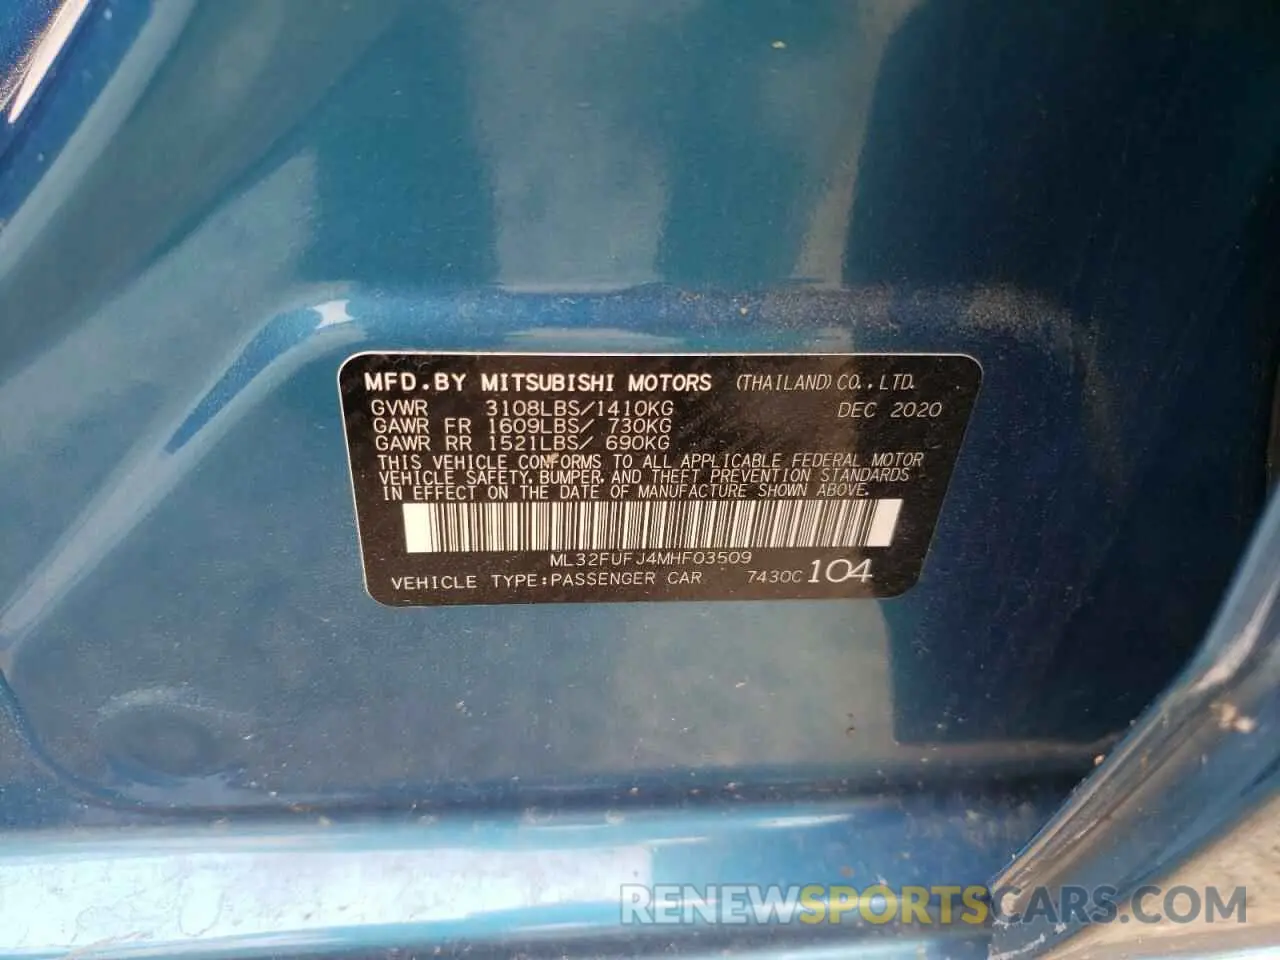 MFD.BY MITSUBISHI MOTORS (THAILAND) CO., LTD.
GVWR 3108LBS/1410KG DEC 2020
GAWR FR 1609LBS/ 730KG
GAWR RR 1521LBS/ 690KG
THIS VEHICLE CONFORMS TO ALL APPLICABLE FEDERAL MOTOR
VEHICLE SAFETY, BUMPER, AND THEFT PREVENTION STANDARDS
IN EFFECT ON THE DATE OF MANUFACTURE SHOWN ABOVE.
ML32FUFJ4MHF03509
VEHICLE TYPE:PASSENGER CAR 7430C 104
RENEWSPORTSCARS.COM